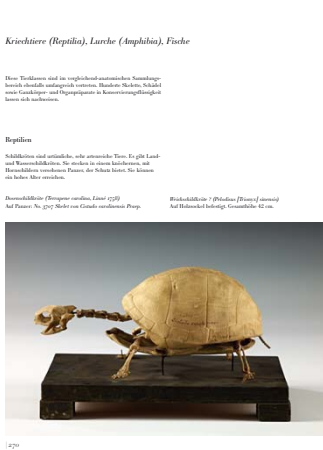 Kriechtiere (Reptilia), Lurche (Amphibia), Fische
Diese Tierklassen sind im vergleichend-anatomischen Sammlungs-
bereich ebenfalls umfangreich vertreten. Hunderte Skelette, Schädel
sowie Ganzkörper- und Organpräparate in Konservierungsflüssigkeit
lassen sich nachweisen.
Reptilien
Schildkröten sind urtümliche, sehr artenreiche Tiere. Es gibt Land-
und Wasserschildkröten. Sie stecken in einem knöchernen, mit
Hornschildern versehenen Panzer, der Schutz bietet. Sie können
ein hohes Alter erreichen.
Dosenschildkröte (Terrapene carolina, Linné 1758)
Auf Panzer: No. 3707 Skelet von Cistudo carolinensis Praep.
Weichschildkröte ? (Pelodiscus [Trionyx] sinensis)
Auf Holzsockel befestigt. Gesamthöhe 42 cm.
| 270